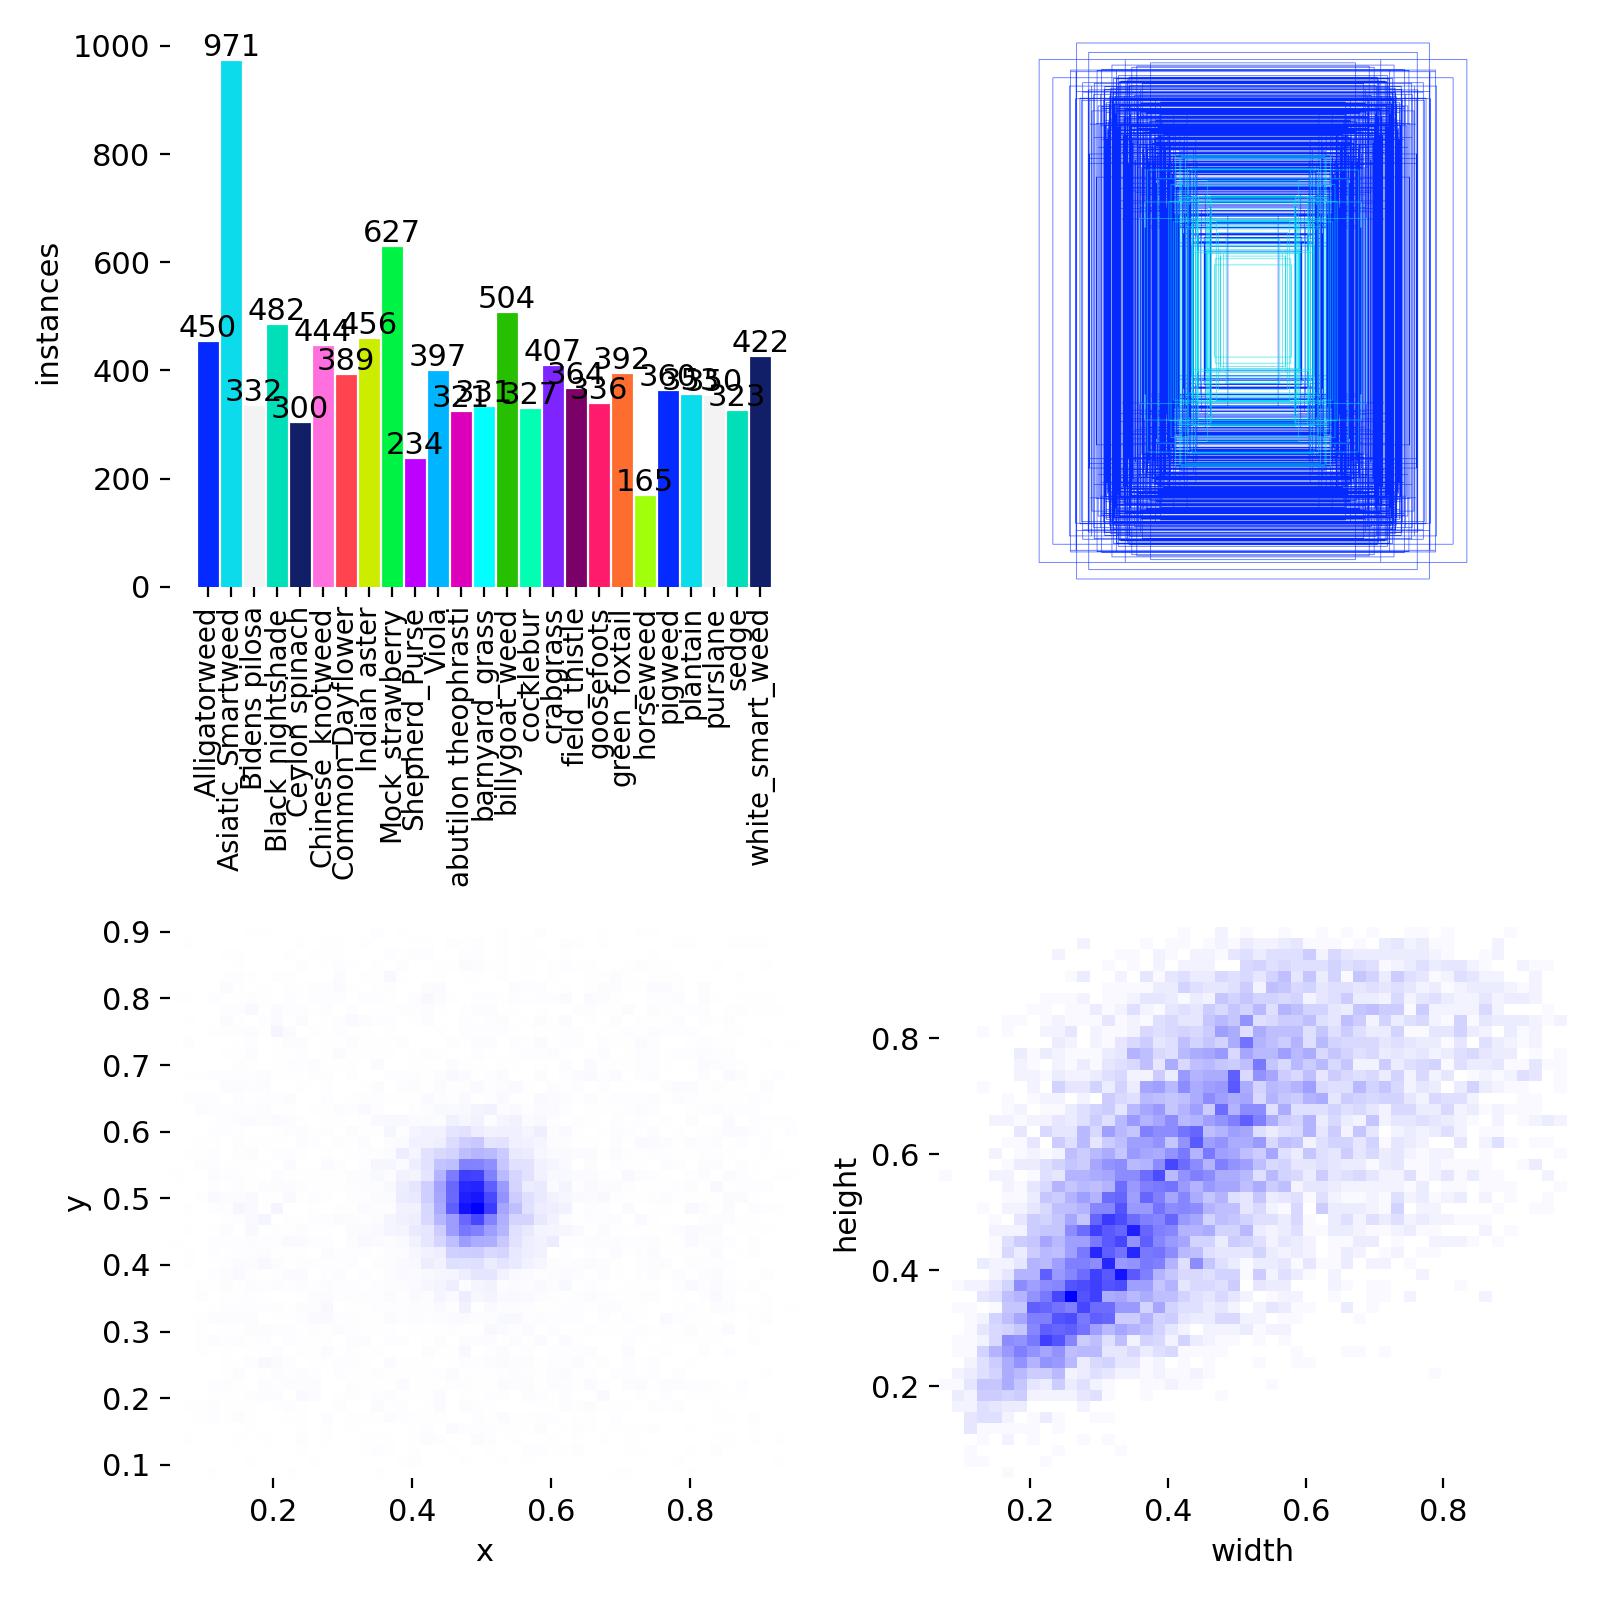 instances
1000
800
600
400
200
0
450
971
332
482
300
444
389
456
627
234
397
321
331
504
327
407
364
336
392
165
360
353
350
323
422
Alligatorweed
Asiatic_Smartweed
Bidens pilosa
Black_nightshade
Ceylon spinach
Chinese_knotweed
Common_Dayflower
Indian aster
Mock_strawberry
Shepherd_Purse
Viola
abutilon theophrasti
barnyard_grass
billygoat_weed
cocklebur
crabgrass
field_thistle
goosefoots
green_foxtail
horseweed
pigweed
plantain
purslane
sedge
white_smart_weed
y
0.9
0.8
0.7
0.6
0.5
0.4
0.3
0.2
0.1
0.2 0.4 0.6 0.8
x
height
0.8
0.6
0.4
0.2
0.2 0.4 0.6 0.8
width